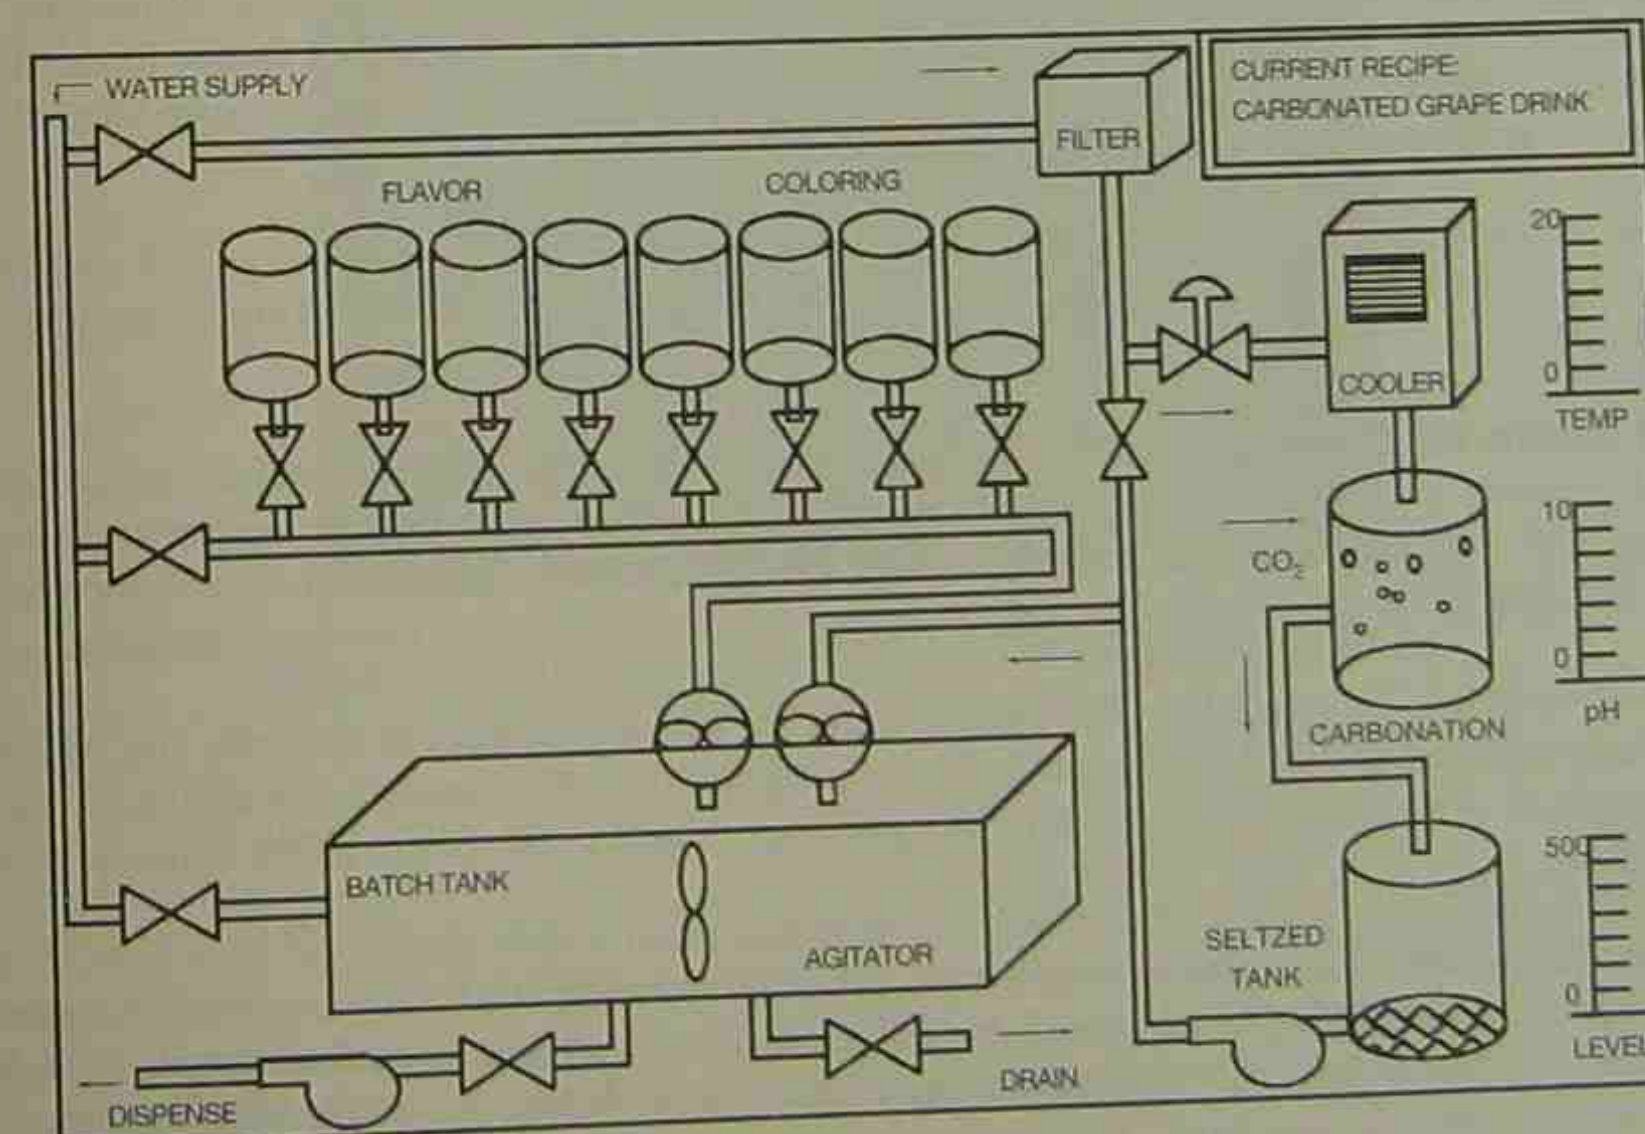 WATER SUPPLY
CURRENT RECIPE:
CARBONATED GRAPE DRINK
FILTER
FLAVOR
COLORING
20
0
TEMP
COOLER
10
0
pH
CO₂
CARBONATION
500
0
LEVEL
BATCH TANK
AGITATOR
SELTZED
TANK
DRAIN
DISPENSE